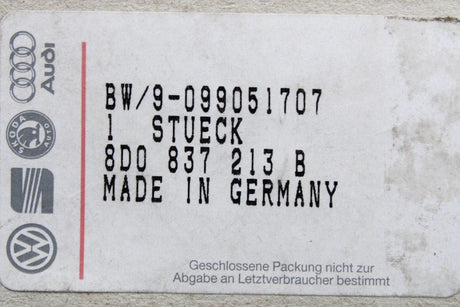 Audi
SKODA
AUTO
BW/9-099051707
1 STUECK
8D0 837 213 B
MADE IN GERMANY
Geschlossene Packung nicht zur
Abgabe an Letztverbraucher bestimmt